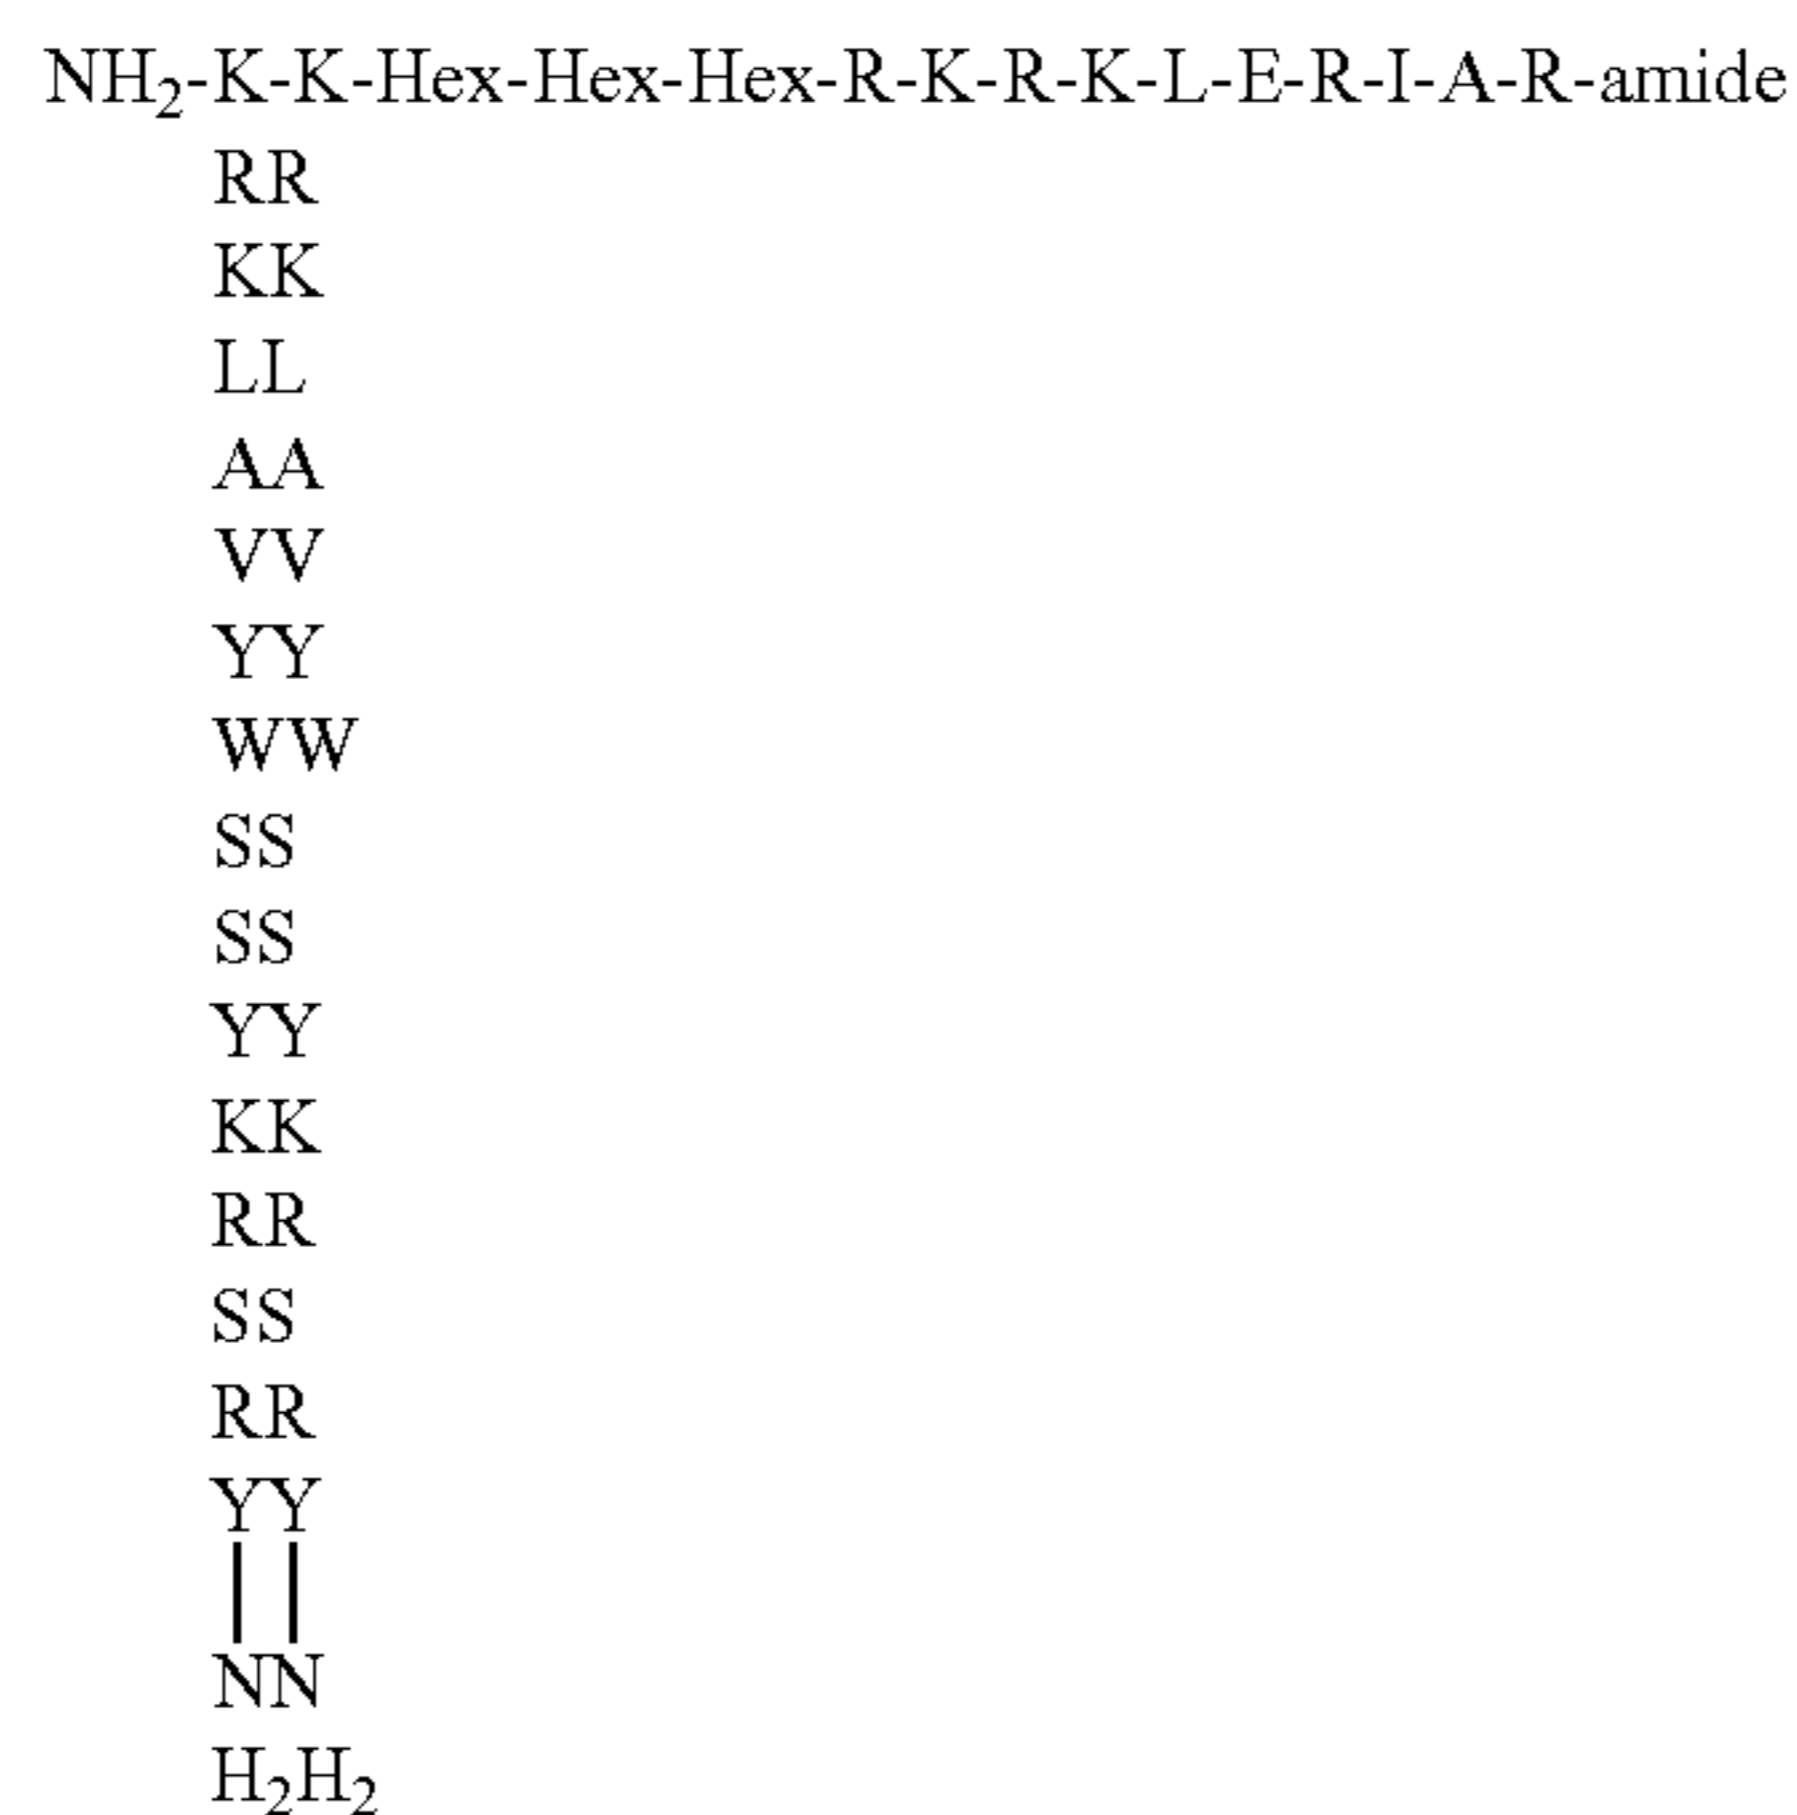 NH₂-K-K-Hex-Hex-Hex-R-K-R-K-L-E-R-I-A-R-amide
RR
KK
LL
AA
VV
YY
WW
SS
SS
YY
KK
RR
SS
RR
YY
NN
H₂H₂